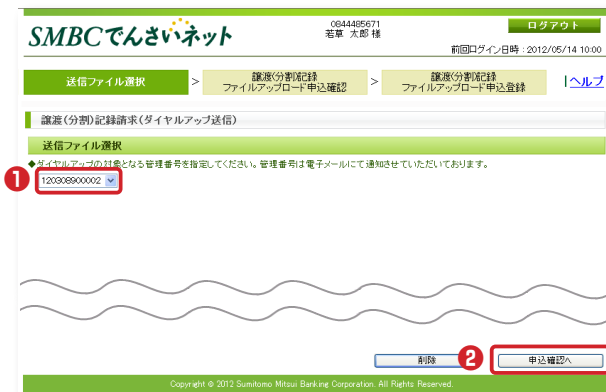 SMBCでんさいネット
0844485671
若草 太郎 様
ログアウト
前回ログイン日時：2012/05/14 10:00
送信ファイル選択
>
譲渡(分割)記録
ファイルアップロード申込確認
>
譲渡(分割)記録
ファイルアップロード申込登録
|ヘルプ
譲渡(分割)記録請求(ダイヤルアップ送信)
送信ファイル選択
◆ダイヤルアップの対象となる管理番号を指定してください。管理番号は電子メールにて通知させていただいております。
1
120308900002
削除
2
申込確認へ
Copyright © 2012 Sumitomo Mitsui Banking Corporation. All Rights Reserved.